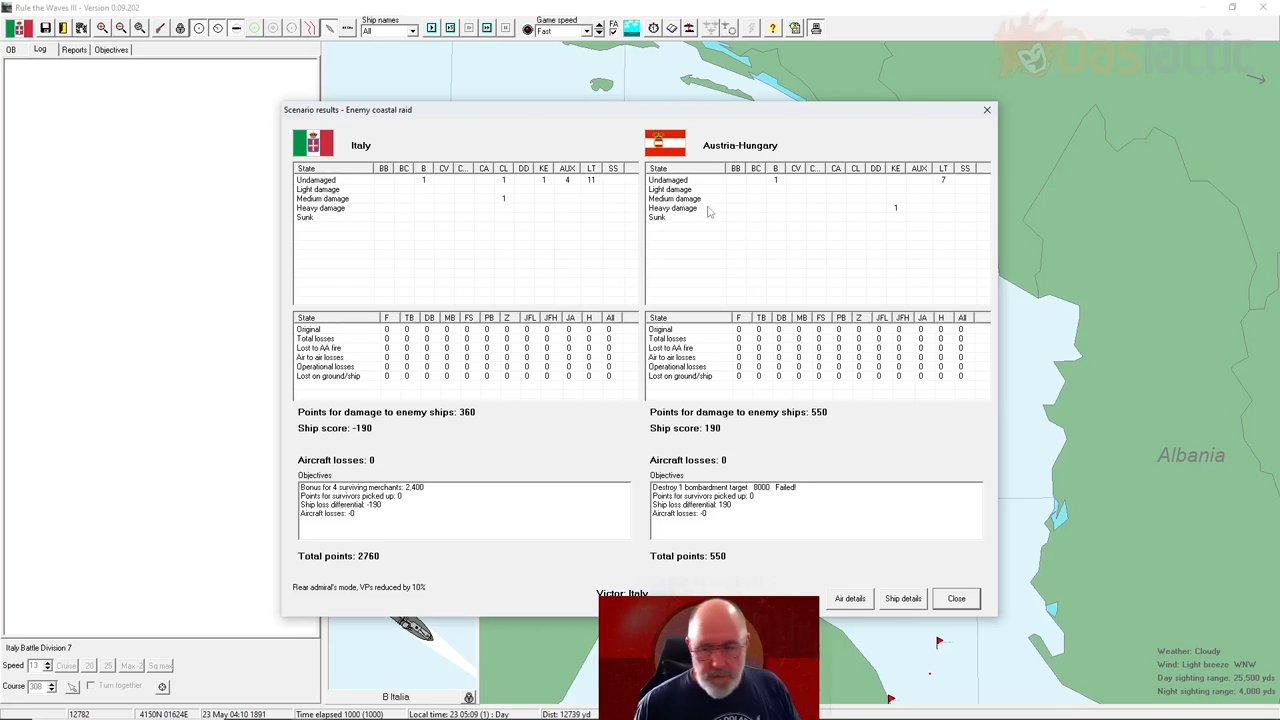 Rule the Waves III - Version 0.09.202
Ship names
All
Game speed
Fast
FA
OB Log Reports Objectives
OasTactic
Scenario results - Enemy coastal raid
Italy
Austria-Hungary
State BB BC B CV C... CA CL DD KE AUX LT SS
Undamaged 1 1 1 4 11
Light damage
Medium damage 1
Heavy damage
Sunk
State BB BC B CV C... CA CL DD KE AUX LT SS
Undamaged 1 7
Light damage
Medium damage
Heavy damage 1
Sunk
State F TB DB MB FS PB Z JFL JFH JA H All
Original 0 0 0 0 0 0 0 0 0 0 0 0
Total losses 0 0 0 0 0 0 0 0 0 0 0 0
Lost to AA fire 0 0 0 0 0 0 0 0 0 0 0 0
Air to air losses 0 0 0 0 0 0 0 0 0 0 0 0
Operational losses 0 0 0 0 0 0 0 0 0 0 0 0
Lost on ground/ship 0 0 0 0 0 0 0 0 0 0 0 0
State F TB DB MB FS PB Z JFL JFH JA H All
Original 0 0 0 0 0 0 0 0 0 0 0 0
Total losses 0 0 0 0 0 0 0 0 0 0 0 0
Lost to AA fire 0 0 0 0 0 0 0 0 0 0 0 0
Air to air losses 0 0 0 0 0 0 0 0 0 0 0 0
Operational losses 0 0 0 0 0 0 0 0 0 0 0 0
Lost on ground/ship 0 0 0 0 0 0 0 0 0 0 0 0
Points for damage to enemy ships: 360
Ship score: -190
Aircraft losses: 0
Objectives
Bonus for 4 surviving merchants: 2,400
Points for survivors picked up: 0
Ship loss differential: -190
Aircraft losses: -0
Total points: 2760
Points for damage to enemy ships: 550
Ship score: 190
Aircraft losses: 0
Objectives
Destroy 1 bombardment target 8000 Failed!
Points for survivors picked up: 0
Ship loss differential: 190
Aircraft losses: -0
Total points: 550
Rear admiral's mode, VPs reduced by 10%
Victor: Italy
Air details
Ship details
Close
Albania
Italy Battle Division 7
Speed 13 Cruise 20 25 Max -2 Sq max
Course 308 Turn together
B Italia
Weather: Cloudy
Wind: Light breeze WNW
Day sighting range: 25,500 yds
Night sighting range: 4,000 yds
12782 4150N 01624E 23 May 04:10 1891 Time elapsed 1000 (1000) Local time: 23 05:09 (1) : Day Dist: 12739 yd